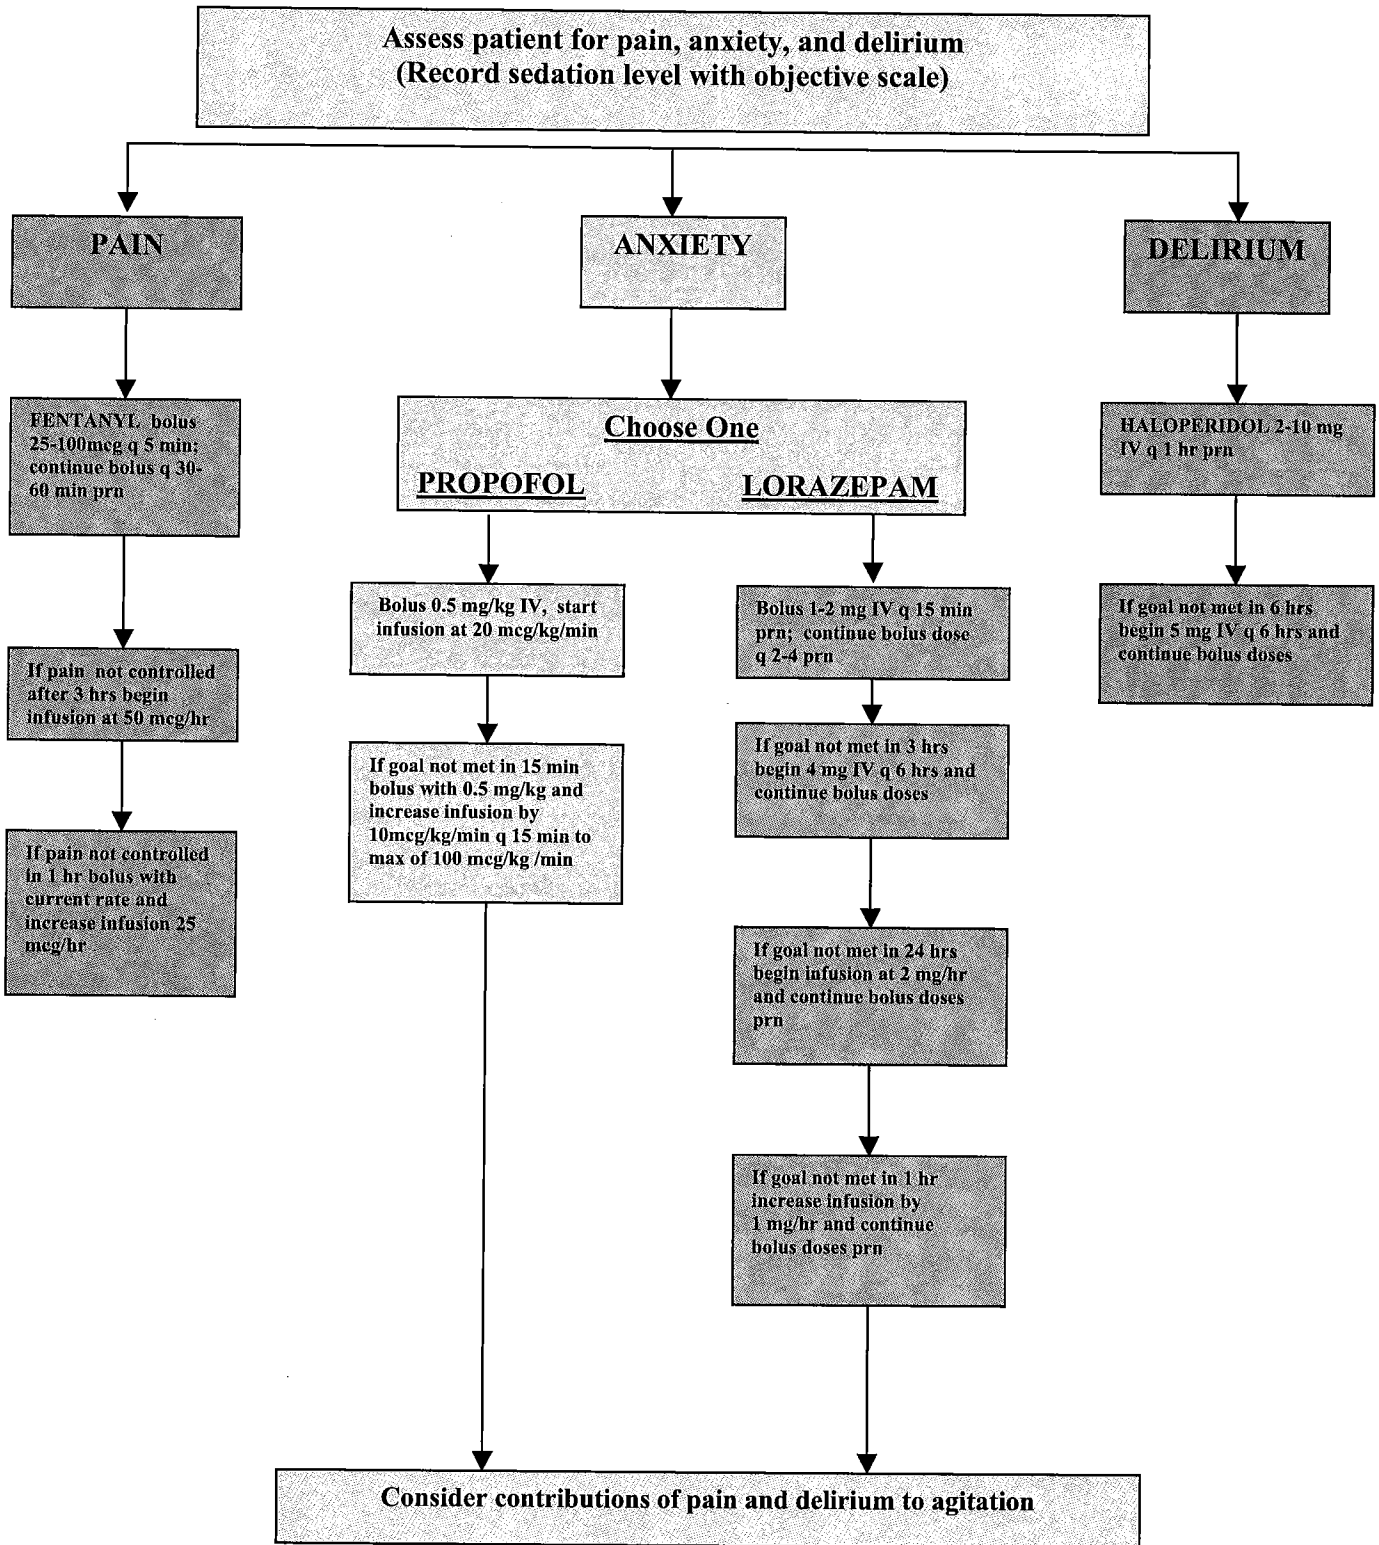 Assess patient for pain, anxiety, and delirium
(Record sedation level with objective scale)
PAIN
ANXIETY
DELIRIUM
FENTANYL bolus
25-100mcg q 5 min;
continue bolus q 30-
60 min prn
If pain not controlled
after 3 hrs begin
infusion at 50 mcg/hr
If pain not controlled
in 1 hr bolus with
current rate and
increase infusion 25
mcg/hr
Choose One
PROPOFOL
LORAZEPAM
Bolus 0.5 mg/kg IV, start
infusion at 20 mcg/kg/min
If goal not met in 15 min
bolus with 0.5 mg/kg and
increase infusion by
10mcg/kg/min q 15 min to
max of 100 mcg/kg /min
Bolus 1-2 mg IV q 15 min
prn; continue bolus dose
q 2-4 prn
If goal not met in 3 hrs
begin 4 mg IV q 6 hrs and
continue bolus doses
If goal not met in 24 hrs
begin infusion at 2 mg/hr
and continue bolus doses
prn
If goal not met in 1 hr
increase infusion by
1 mg/hr and continue
bolus doses prn
HALOPERIDOL 2-10 mg
IV q 1 hr prn
If goal not met in 6 hrs
begin 5 mg IV q 6 hrs and
continue bolus doses
Consider contributions of pain and delirium to agitation